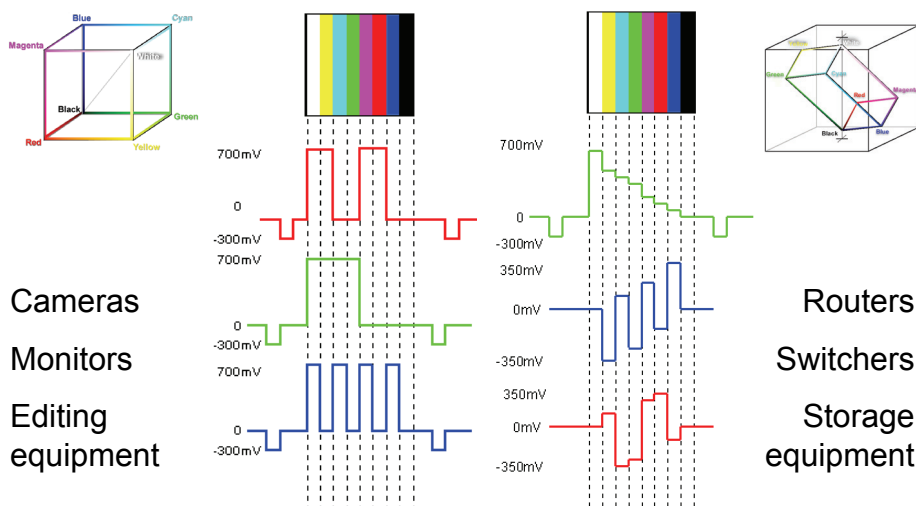 Blue
Cyan
Magenta
White
Black
Green
Red
Yellow
700mV
0
-300mV
700mV
0
-300mV
700mV
0
-300mV
Cameras
Monitors
Editing
equipment
Yellow
White
Green
Cyan
Red
Magenta
Black
Blue
700mV
0
-300mV
350mV
0mV
-350mV
350mV
0mV
-350mV
Routers
Switchers
Storage
equipment